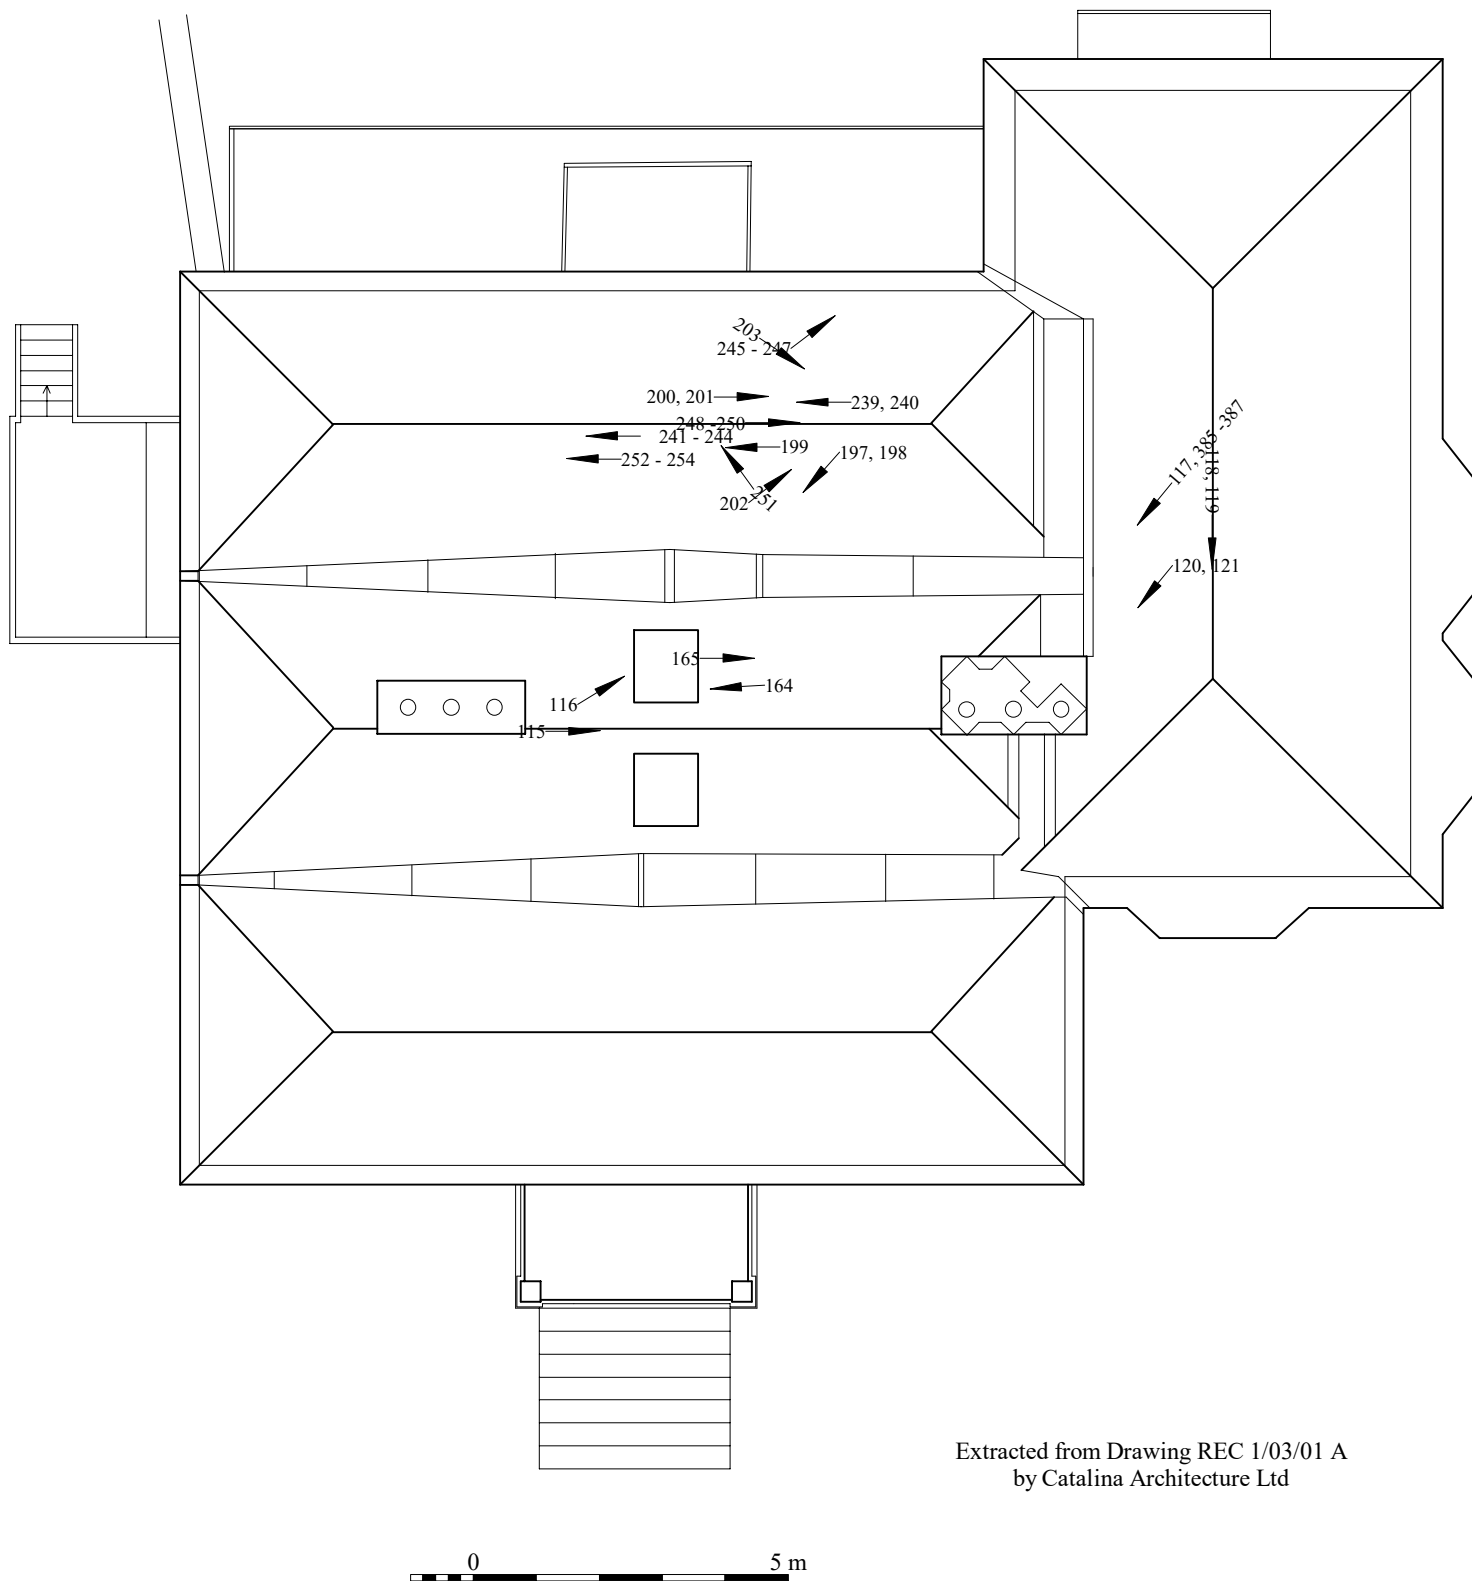 203
245 - 247
200, 201
239, 240
248 -250
241 - 244
199
197, 198
252 - 254
251
202
117, 385 -387
118, 119
120, 121
165
164
116
115
Extracted from Drawing REC 1/03/01 A
by Catalina Architecture Ltd
0
5 m